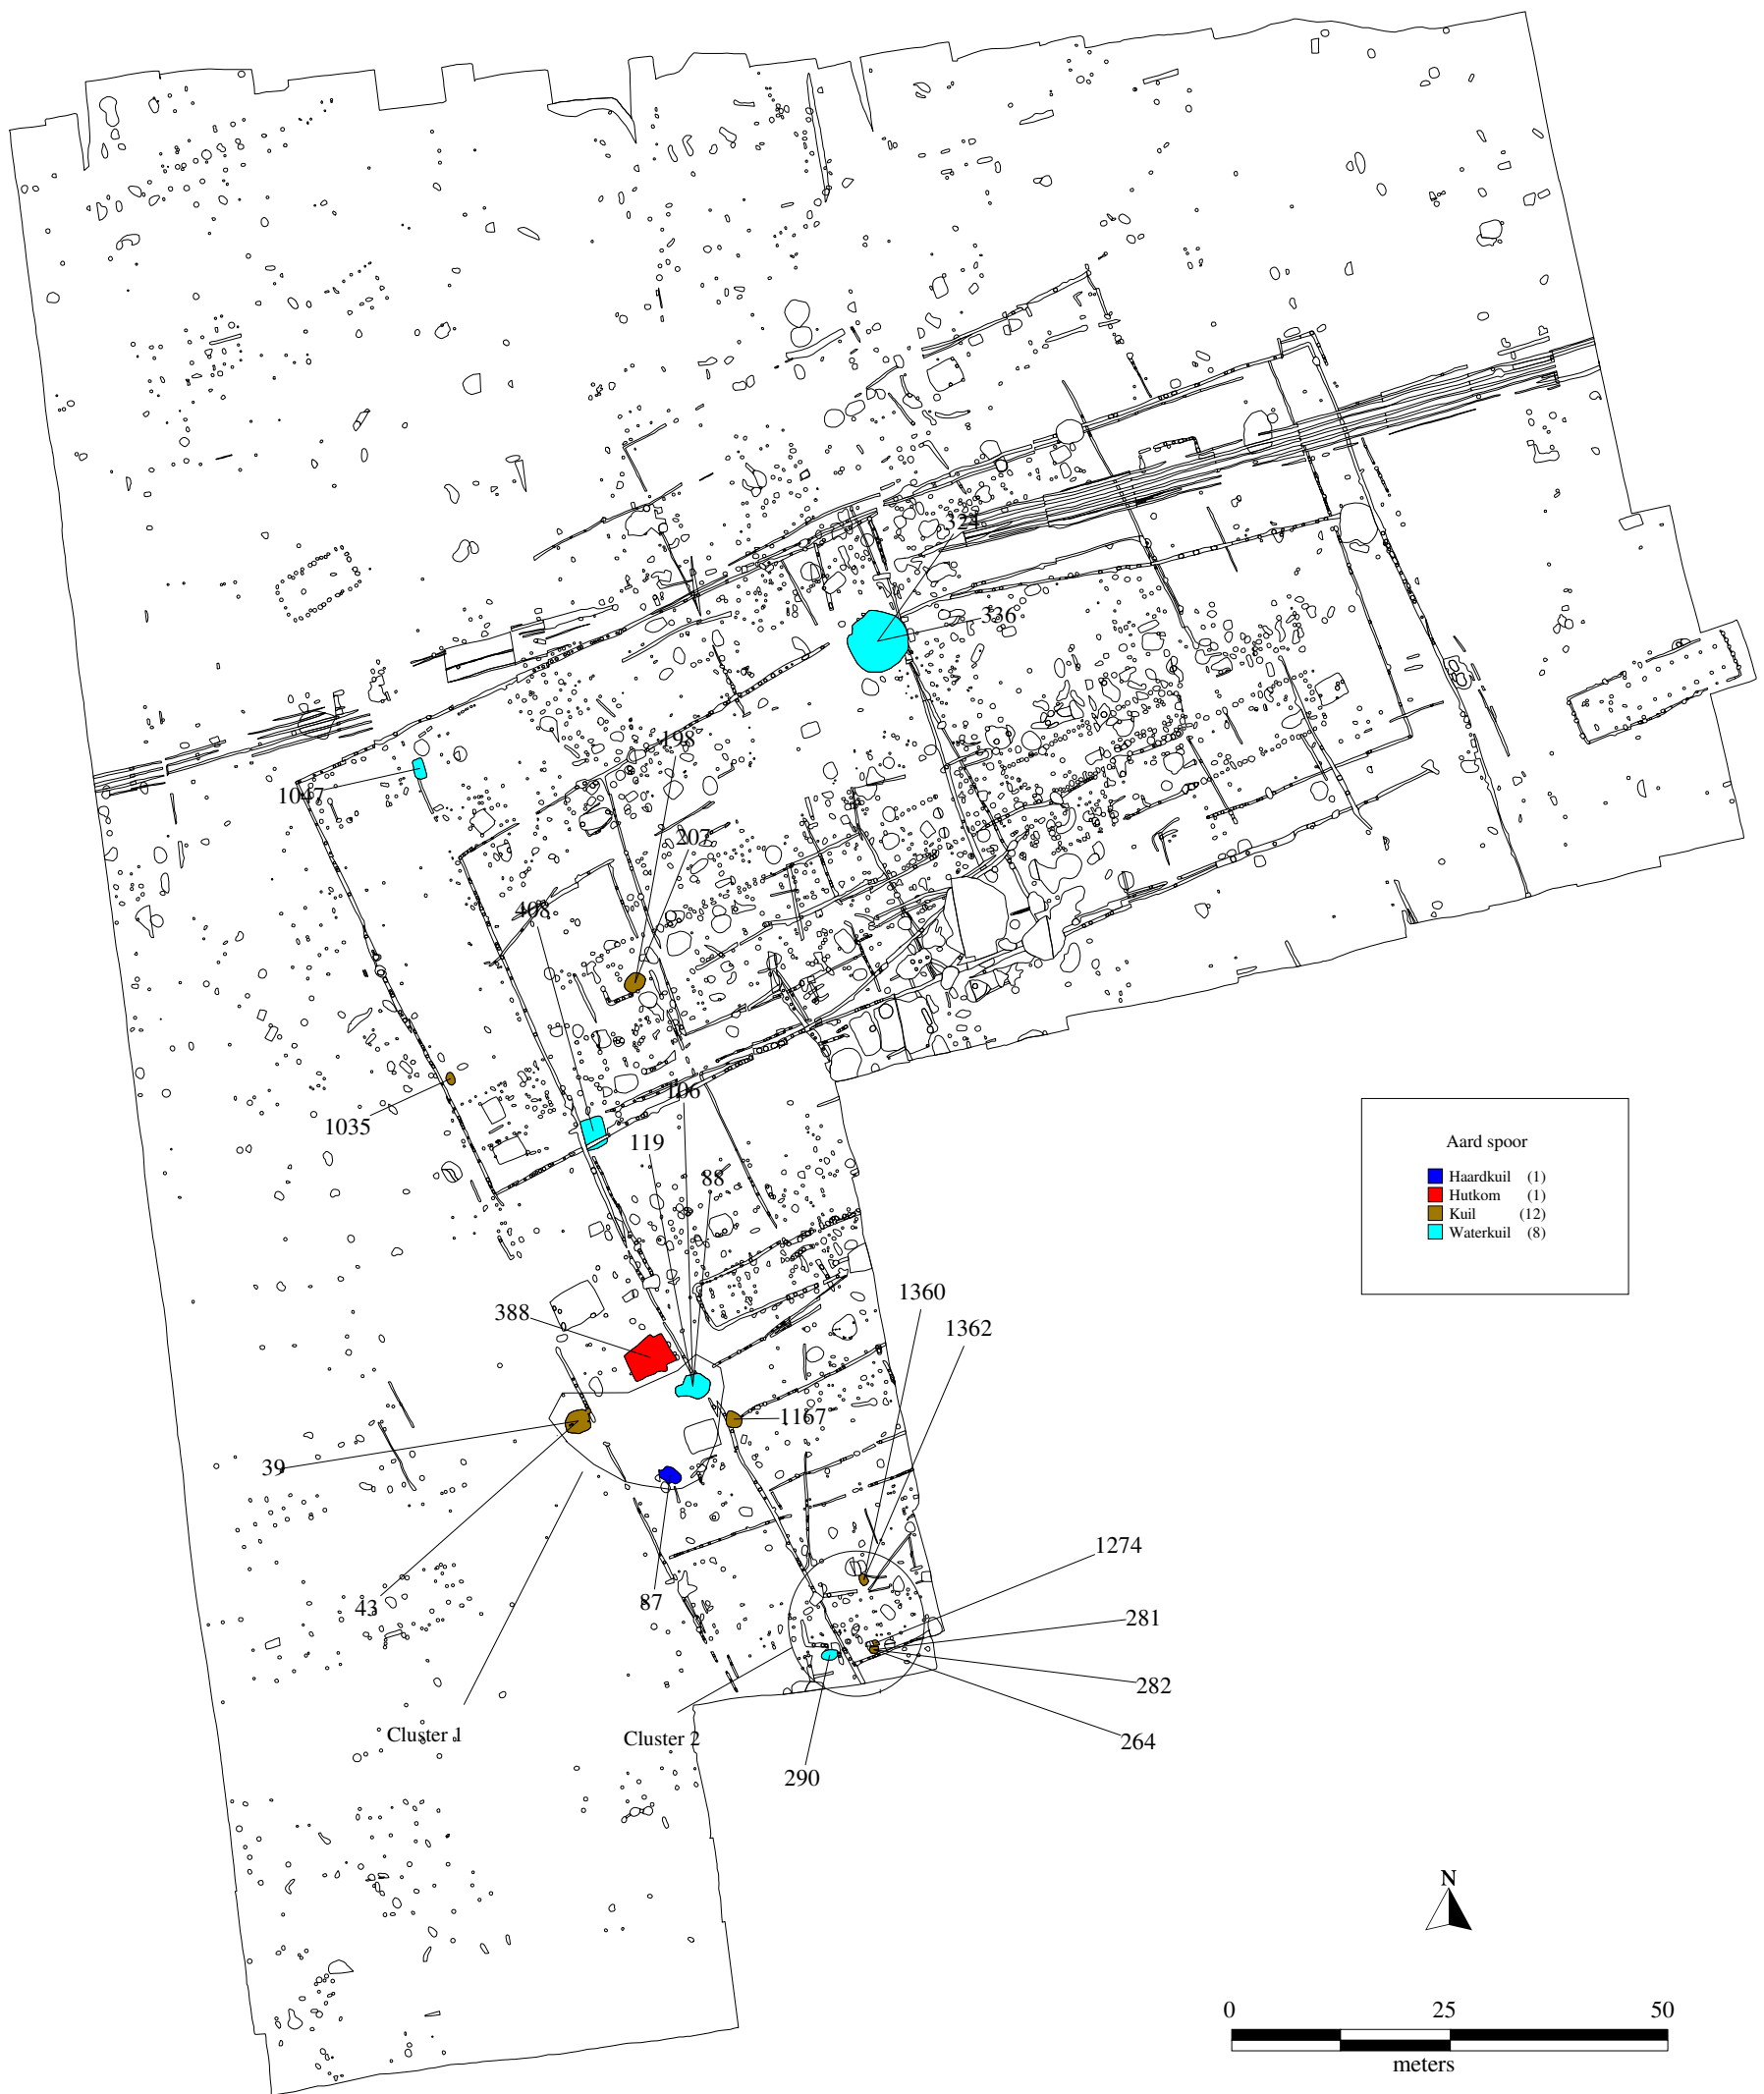 324
336
198
1047
207
408
106
1035
119
88
Aard spoor
Haardkuil (1)
Hutkom (1)
Kuil (12)
Waterkuil (8)
1360
388
1362
1167
39
1274
87
43
281
282
Cluster 1
Cluster 2
264
290
N
0 25 50
meters